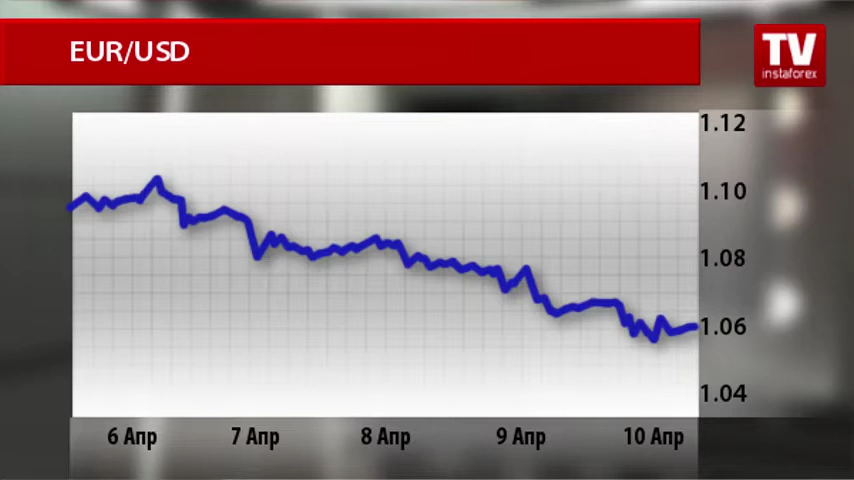 EUR/USD
TV
instaforex
1.12
1.10
1.08
1.06
1.04
6 Апр
7 Апр
8 Апр
9 Апр
10 Апр